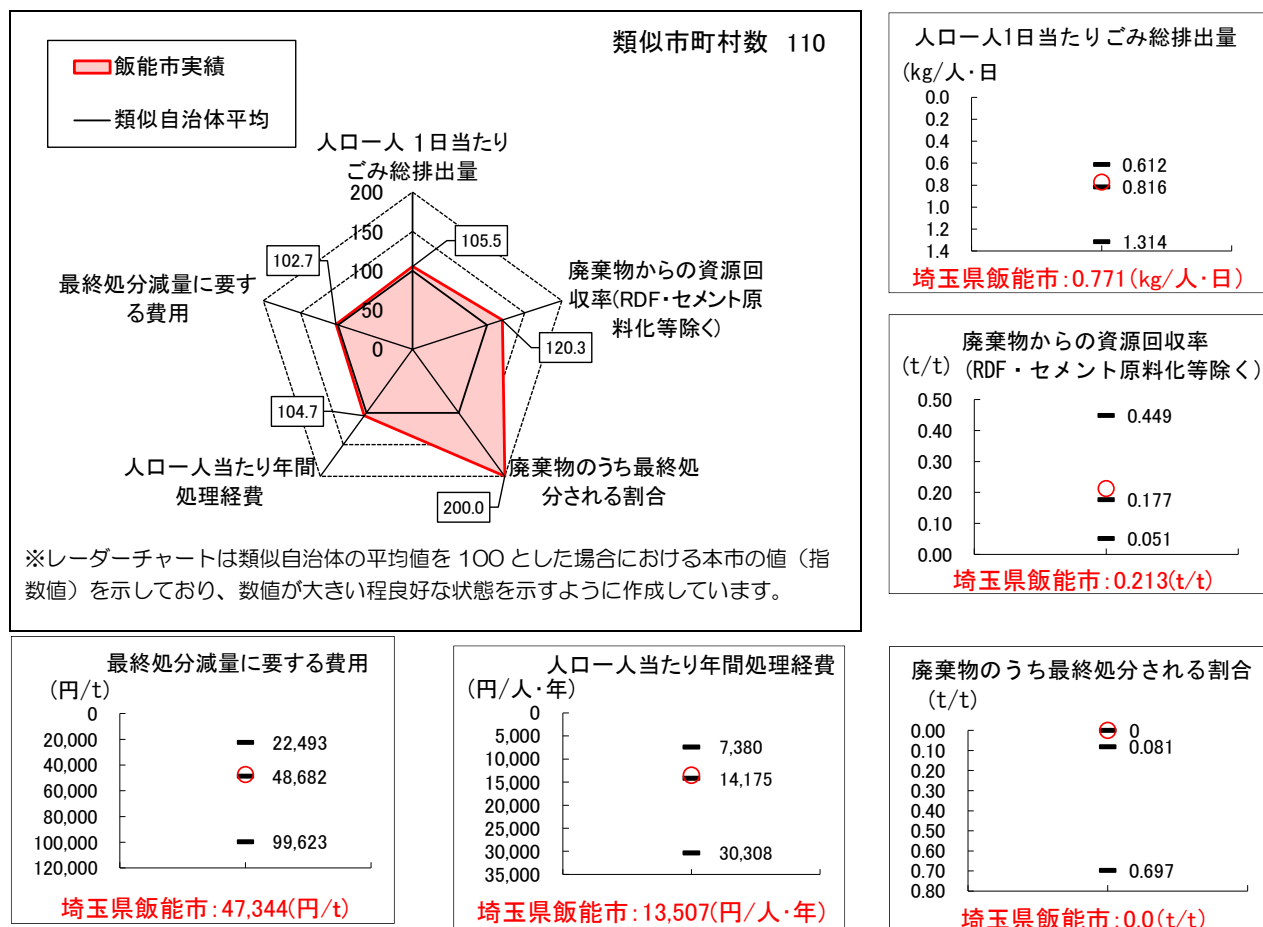 類似市町村数 110
飯能市実績
類似自治体平均
人口一人 1日当たり
ごみ総排出量
200
150
100
50
0
105.5
102.7
最終処分減量に要す
る費用
廃棄物からの資源回
収率(RDF・セメント原
料化等除く)
120.3
104.7
人口一人当たり年間
処理経費
廃棄物のうち最終処
分される割合
200.0
※レーダーチャートは類似自治体の平均値を 100 とした場合における本市の値（指
数値）を示しており、数値が大きい程良好な状態を示すように作成しています。
人口一人1日当たりごみ総排出量
(kg/人・日
0.0
0.2
0.4
0.6
0.8
1.0
1.2
1.4
0.612
0.816
1.314
埼玉県飯能市:0.771(kg/人・日)
廃棄物からの資源回収率
(t/t) (RDF・セメント原料化等除く)
0.50
0.40
0.30
0.20
0.10
0.00
0.449
0.177
0.051
埼玉県飯能市:0.213(t/t)
最終処分減量に要する費用
(円/t)
0
20,000
40,000
60,000
80,000
100,000
120,000
22,493
48,682
99,623
埼玉県飯能市:47,344(円/t)
人口一人当たり年間処理経費
(円/人・年)
0
5,000
10,000
15,000
20,000
25,000
30,000
35,000
7,380
14,175
30,308
埼玉県飯能市:13,507(円/人・年)
廃棄物のうち最終処分される割合
(t/t)
0.00
0.10
0.20
0.30
0.40
0.50
0.60
0.70
0.80
0
0.081
0.697
埼玉県飯能市:0.0(t/t)